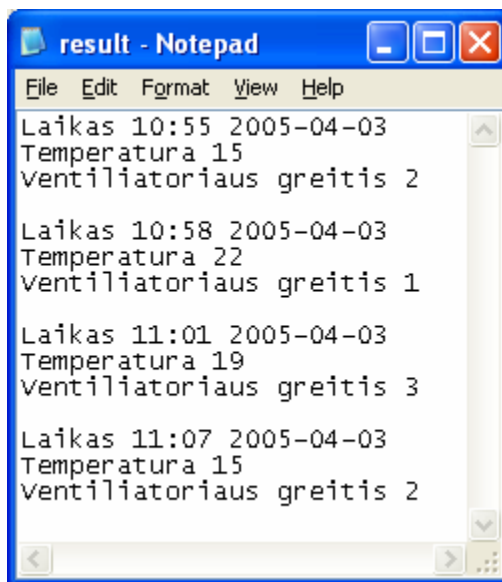 result - Notepad
File Edit Format View Help
Laikas 10:55 2005-04-03
Temperatura 15
Ventiliatoriaus greitis 2
Laikas 10:58 2005-04-03
Temperatura 22
Ventiliatoriaus greitis 1
Laikas 11:01 2005-04-03
Temperatura 19
Ventiliatoriaus greitis 3
Laikas 11:07 2005-04-03
Temperatura 15
Ventiliatoriaus greitis 2